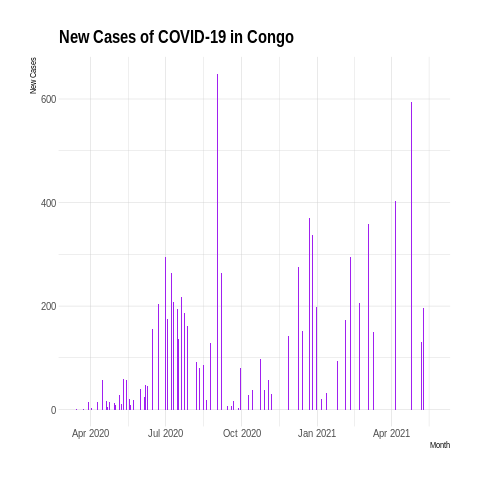 New Cases of COVID-19 in Congo
New Cases
600
400
200
0
Apr 2020
Jul 2020
Oct 2020
Jan 2021
Apr 2021
Month